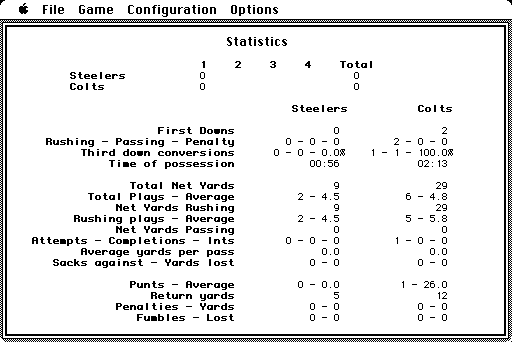 File Game Configuration Options
Statistics
1 2 3 4 Total
Steelers 0 0
Colts 0 0
Steelers Colts
First Downs 0 2
Rushing - Passing - Penalty 0 - 0 - 0 2 - 0 - 0
Third down conversions 0 - 0 - 0.0% 1 - 1 - 100.0%
Time of possession 00:56 02:13
Total Net Yards 9 29
Total Plays - Average 2 - 4.5 6 - 4.8
Net Yards Rushing 9 29
Rushing plays - Average 2 - 4.5 5 - 5.8
Net Yards Passing 0 0
Attempts - Completions - Ints 0 - 0 - 0 1 - 0 - 0
Average yards per pass 0.0 0.0
Sacks against - Yards lost 0 - 0 0 - 0
Punts - Average 0 - 0.0 1 - 26.0
Return yards 5 12
Penalties - Yards 0 - 0 0 - 0
Fumbles - Lost 0 - 0 0 - 0